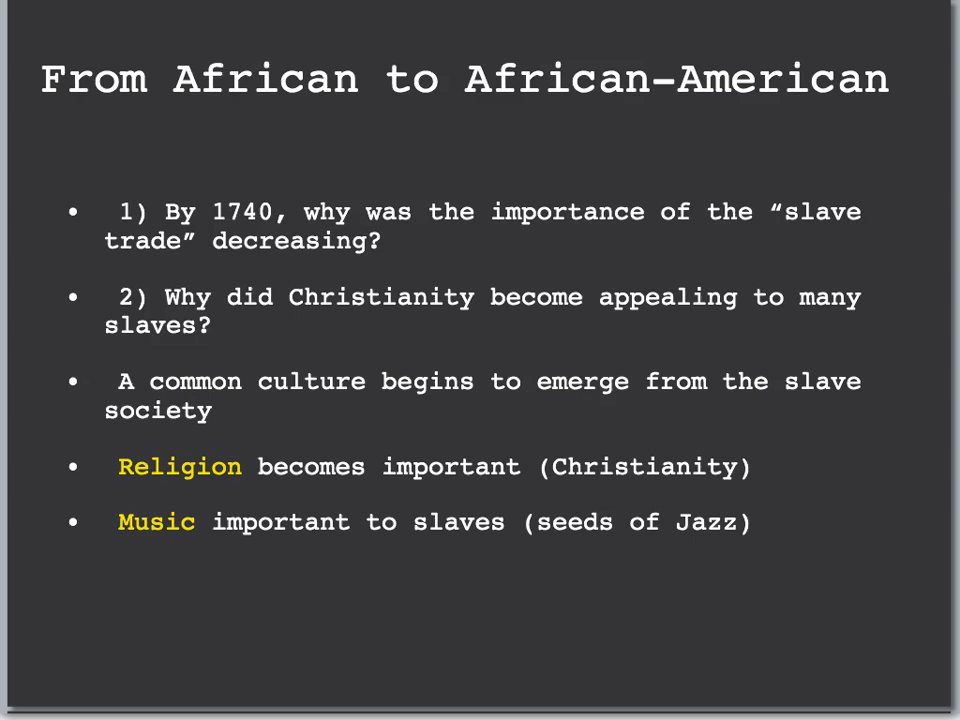 From African to African-American
• 1) By 1740, why was the importance of the “slave
trade” decreasing?
• 2) Why did Christianity become appealing to many
slaves?
• A common culture begins to emerge from the slave
society
• Religion becomes important (Christianity)
• Music important to slaves (seeds of Jazz)